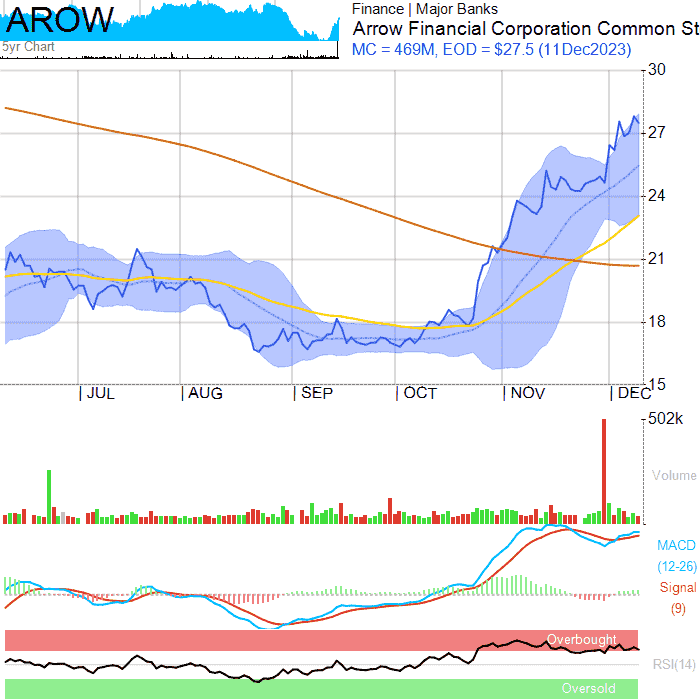 AROW
5yr Chart
Finance | Major Banks
Arrow Financial Corporation Common St
MC = 469M, EOD = $27.5 (11Dec2023)
30
27
24
21
18
15
JUL
AUG
SEP
OCT
NOV
DEC
502k
Volume
MACD
(12-26)
Signal
(9)
Overbought
RSI(14)
Oversold